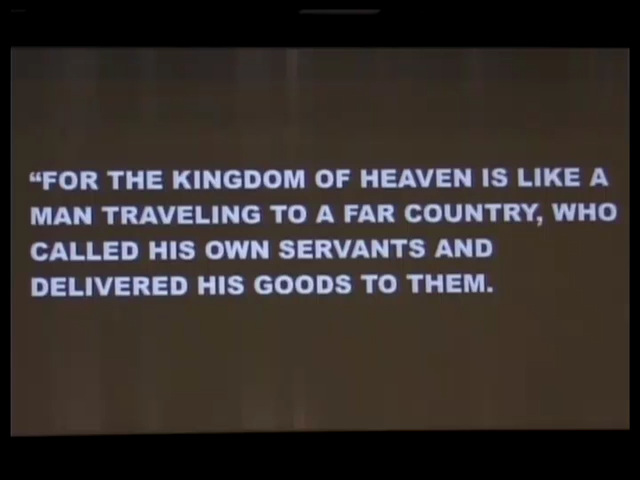 “FOR THE KINGDOM OF HEAVEN IS LIKE A
MAN TRAVELING TO A FAR COUNTRY, WHO
CALLED HIS OWN SERVANTS AND
DELIVERED HIS GOODS TO THEM.